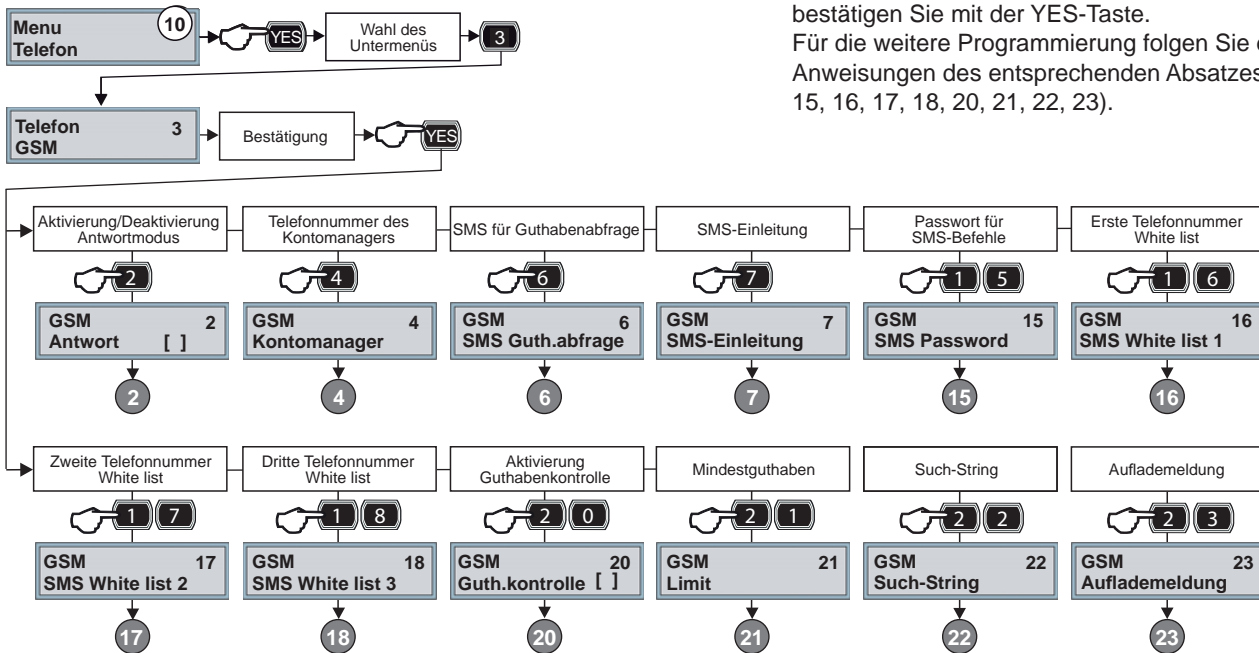 bestätigen Sie mit der YES-Taste.
Für die weitere Programmierung folgen Sie
Anweisungen des entsprechenden Absatzes
15, 16, 17, 18, 20, 21, 22, 23).
Menu 10
Telefon
YES
Wahl des
Untermenüs
3
Telefon 3
GSM
Bestätigung
YES
Aktivierung/Deaktivierung
Antwortmodus
2
GSM 2
Antwort [ ]
2
Telefonnummer des
Kontomanagers
4
GSM 4
Kontomanager
4
SMS für Guthabenabfrage
6
GSM 6
SMS Guth.abfrage
6
SMS-Einleitung
7
GSM 7
SMS-Einleitung
7
Passwort für
SMS-Befehle
1 5
GSM 15
SMS Password
15
Erste Telefonnummer
White list
1 6
GSM 16
SMS White list 1
16
Zweite Telefonnummer
White list
1 7
GSM 17
SMS White list 2
17
Dritte Telefonnummer
White list
1 8
GSM 18
SMS White list 3
18
Aktivierung
Guthabenkontrolle
2 0
GSM 20
Guth.kontrolle [ ]
20
Mindestguthaben
2 1
GSM 21
Limit
21
Such-String
2 2
GSM 22
Such-String
22
Auflademeldung
2 3
GSM 23
Auflademeldung
23